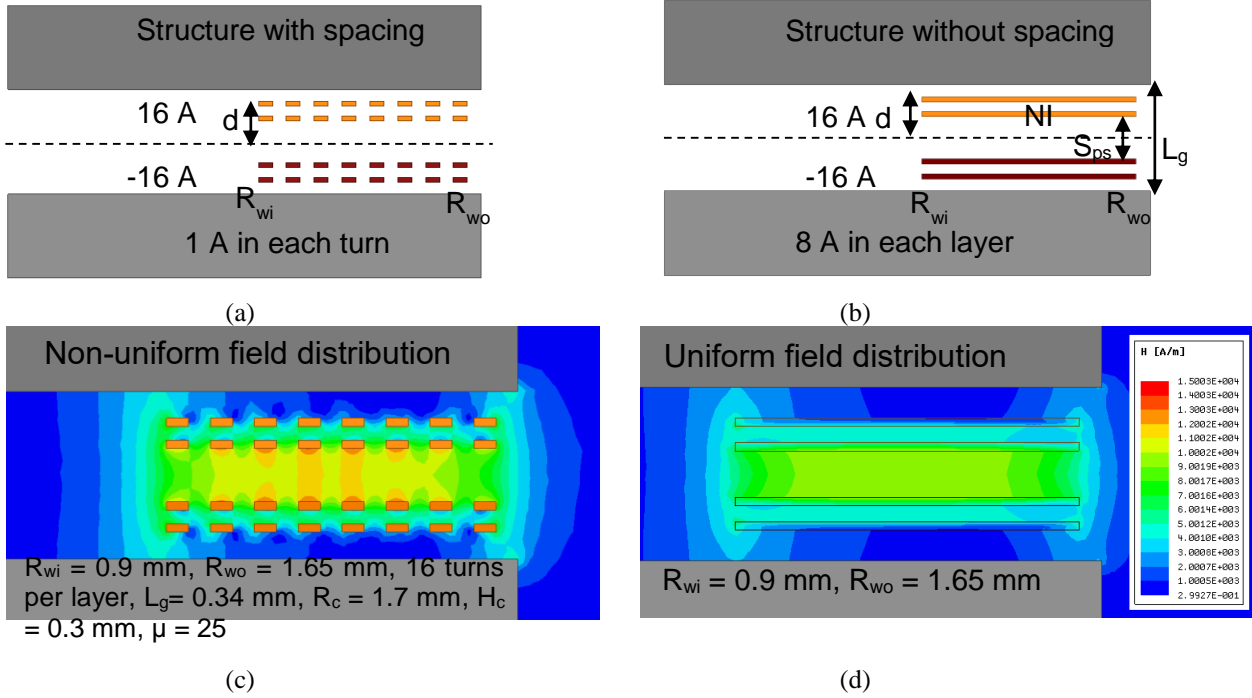 Structure with spacing
16 A
d
-16 A
R_wi
R_wo
1 A in each turn
(a)
Structure without spacing
16 A
d
NI
S_ps
L_g
-16 A
R_wi
R_wo
8 A in each layer
(b)
Non-uniform field distribution
R_wi = 0.9 mm, R_wo = 1.65 mm, 16 turns
per layer, L_g= 0.34 mm, R_c = 1.7 mm, H_c
= 0.3 mm, µ = 25
(c)
Uniform field distribution
R_wi = 0.9 mm, R_wo = 1.65 mm
H [A/m]
1.5003E+004
1.4003E+004
1.3003E+004
1.2002E+004
1.1002E+004
1.0002E+004
9.0019E+003
8.0017E+003
7.0016E+003
6.0014E+003
5.0012E+003
4.0011E+003
3.0008E+003
2.0007E+003
1.0005E+003
2.9927E-001
(d)